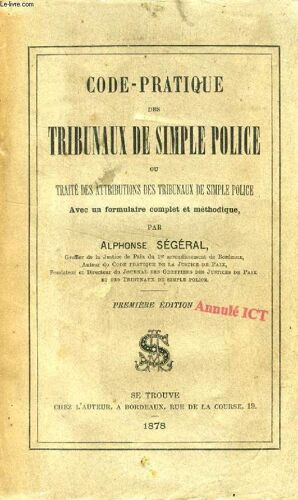 Le-livre.com
CODE-PRATIQUE
DES
TRIBUNAUX DE SIMPLE POLICE
OU
TRAITÉ DES ATTRIBUTIONS DES TRIBUNAUX DE SIMPLE POLICE
Avec un formulaire complet et méthodique,
PAR
ALPHONSE SÉGÉRAL,
Greffier de la Justice de Paix du 1er arrondissement de Bordeaux,
Auteur du CODE PRATIQUE DE LA JUSTICE DE PAIX,
Fondateur et Directeur du JOURNAL DES GREFFIERS DES JUSTICES DE PAIX
ET DES TRIBUNAUX DE SIMPLE POLICE.
PREMIÈRE ÉDITION
Annulé ICT
SE TROUVE
CHEZ L'AUTEUR, A BORDEAUX, RUE DE LA COURSE, 19.
1878